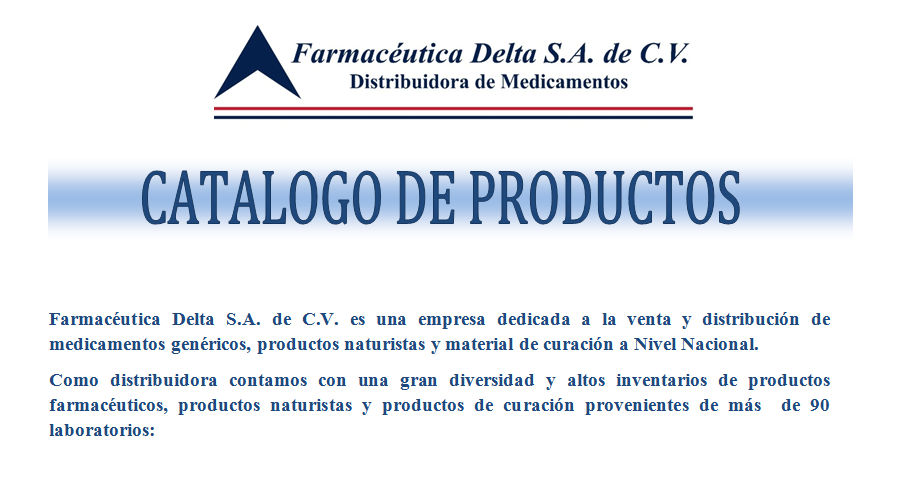 Farmacéutica Delta S.A. de C.V.
Distribuidora de Medicamentos
CATALOGO DE PRODUCTOS
Farmacéutica Delta S.A. de C.V. es una empresa dedicada a la venta y distribución de
medicamentos genéricos, productos naturistas y material de curación a Nivel Nacional.
Como distribuidora contamos con una gran diversidad y altos inventarios de productos
farmacéuticos, productos naturistas y productos de curación provenientes de más de 90
laboratorios: